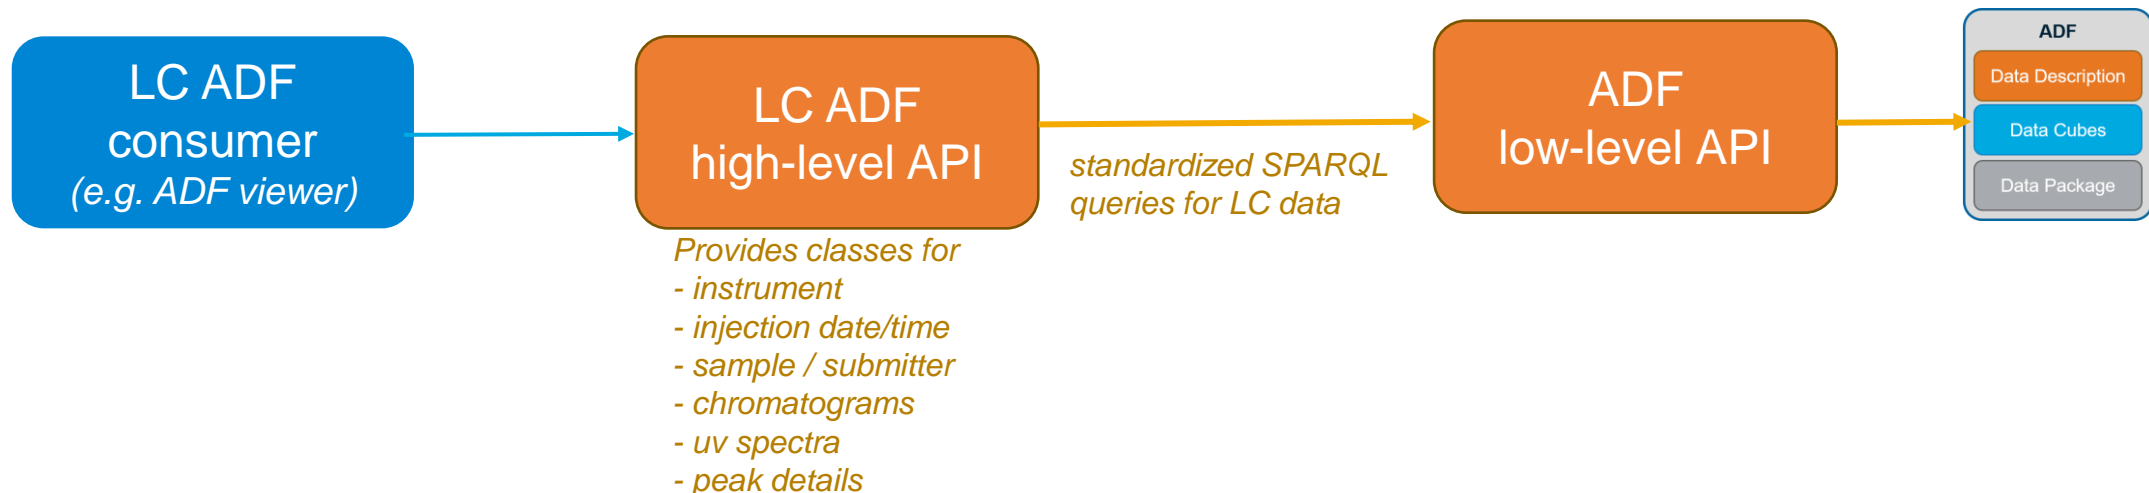 LC ADF
consumer
(e.g. ADF viewer)
LC ADF
high-level API
Provides classes for
- instrument
- injection date/time
- sample / submitter
- chromatograms
- uv spectra
- peak details
standardized SPARQL
queries for LC data
ADF
low-level API
ADF
Data Description
Data Cubes
Data Package